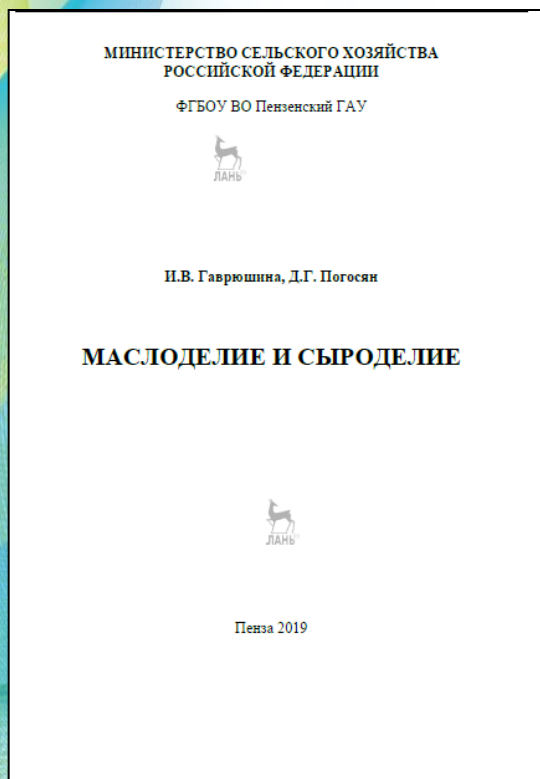 МИНИСТЕРСТВО СЕЛЬСКОГО ХОЗЯЙСТВА
РОССИЙСКОЙ ФЕДЕРАЦИИ
ФГБОУ ВО Пензенский ГАУ
ЛАНЬ
И.В. Гаврюшина, Д.Г. Погосян
МАСЛОДЕЛИЕ И СЫРОДЕЛИЕ
ЛАНЬ
Пенза 2019